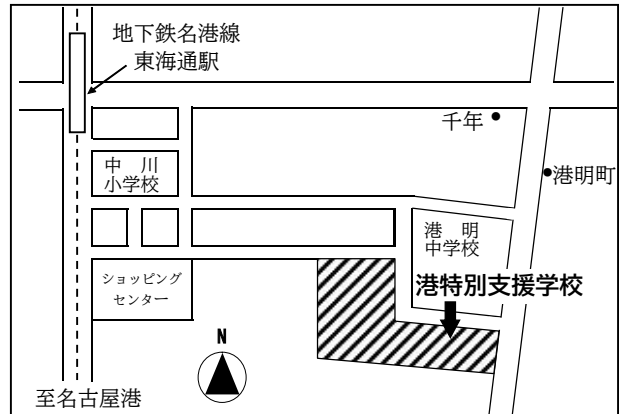 地下鉄名港線
東海通駅
千年
港明町
中 川
小学校
港 明
中学校
ショッピング
センター
港特別支援学校
N
至名古屋港